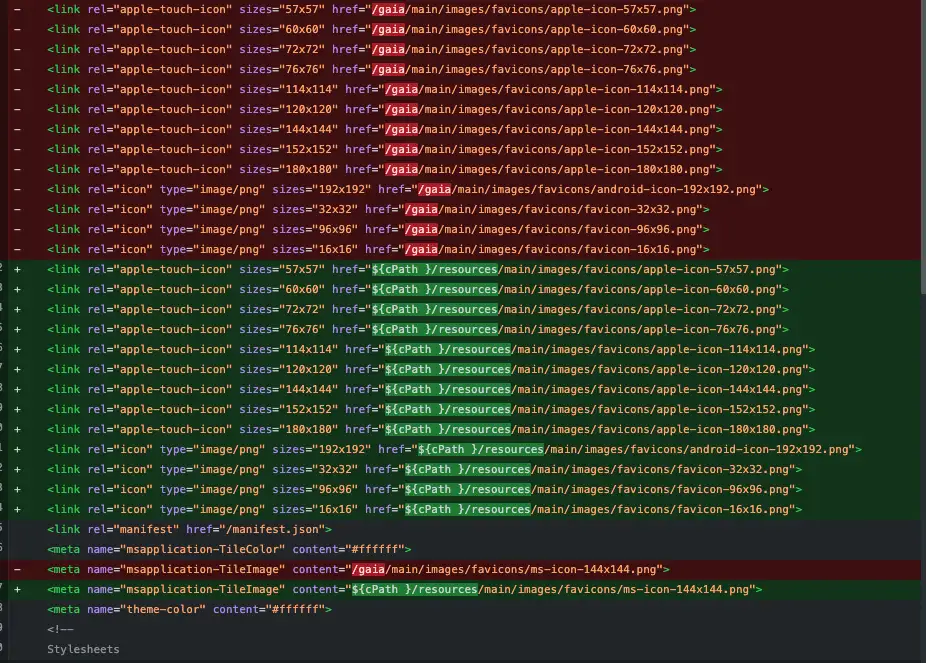 - <link rel="apple-touch-icon" sizes="57x57" href="/gaia/main/images/favicons/apple-icon-57x57.png">
- <link rel="apple-touch-icon" sizes="60x60" href="/gaia/main/images/favicons/apple-icon-60x60.png">
- <link rel="apple-touch-icon" sizes="72x72" href="/gaia/main/images/favicons/apple-icon-72x72.png">
- <link rel="apple-touch-icon" sizes="76x76" href="/gaia/main/images/favicons/apple-icon-76x76.png">
- <link rel="apple-touch-icon" sizes="114x114" href="/gaia/main/images/favicons/apple-icon-114x114.png">
- <link rel="apple-touch-icon" sizes="120x120" href="/gaia/main/images/favicons/apple-icon-120x120.png">
- <link rel="apple-touch-icon" sizes="144x144" href="/gaia/main/images/favicons/apple-icon-144x144.png">
- <link rel="apple-touch-icon" sizes="152x152" href="/gaia/main/images/favicons/apple-icon-152x152.png">
- <link rel="apple-touch-icon" sizes="180x180" href="/gaia/main/images/favicons/apple-icon-180x180.png">
- <link rel="icon" type="image/png" sizes="192x192" href="/gaia/main/images/favicons/android-icon-192x192.png">
- <link rel="icon" type="image/png" sizes="32x32" href="/gaia/main/images/favicons/favicon-32x32.png">
- <link rel="icon" type="image/png" sizes="96x96" href="/gaia/main/images/favicons/favicon-96x96.png">
- <link rel="icon" type="image/png" sizes="16x16" href="/gaia/main/images/favicons/favicon-16x16.png">
+ <link rel="apple-touch-icon" sizes="57x57" href="${cPath }/resources/main/images/favicons/apple-icon-57x57.png">
+ <link rel="apple-touch-icon" sizes="60x60" href="${cPath }/resources/main/images/favicons/apple-icon-60x60.png">
+ <link rel="apple-touch-icon" sizes="72x72" href="${cPath }/resources/main/images/favicons/apple-icon-72x72.png">
+ <link rel="apple-touch-icon" sizes="76x76" href="${cPath }/resources/main/images/favicons/apple-icon-76x76.png">
+ <link rel="apple-touch-icon" sizes="114x114" href="${cPath }/resources/main/images/favicons/apple-icon-114x114.png">
+ <link rel="apple-touch-icon" sizes="120x120" href="${cPath }/resources/main/images/favicons/apple-icon-120x120.png">
+ <link rel="apple-touch-icon" sizes="144x144" href="${cPath }/resources/main/images/favicons/apple-icon-144x144.png">
+ <link rel="apple-touch-icon" sizes="152x152" href="${cPath }/resources/main/images/favicons/apple-icon-152x152.png">
+ <link rel="apple-touch-icon" sizes="180x180" href="${cPath }/resources/main/images/favicons/apple-icon-180x180.png">
+ <link rel="icon" type="image/png" sizes="192x192" href="${cPath }/resources/main/images/favicons/android-icon-192x192.png">
+ <link rel="icon" type="image/png" sizes="32x32" href="${cPath }/resources/main/images/favicons/favicon-32x32.png">
+ <link rel="icon" type="image/png" sizes="96x96" href="${cPath }/resources/main/images/favicons/favicon-96x96.png">
+ <link rel="icon" type="image/png" sizes="16x16" href="${cPath }/resources/main/images/favicons/favicon-16x16.png">
<link rel="manifest" href="/manifest.json">
<meta name="msapplication-TileColor" content="#ffffff">
- <meta name="msapplication-TileImage" content="/gaia/main/images/favicons/ms-icon-144x144.png">
+ <meta name="msapplication-TileImage" content="${cPath }/resources/main/images/favicons/ms-icon-144x144.png">
<meta name="theme-color" content="#ffffff">
<!--
Stylesheets